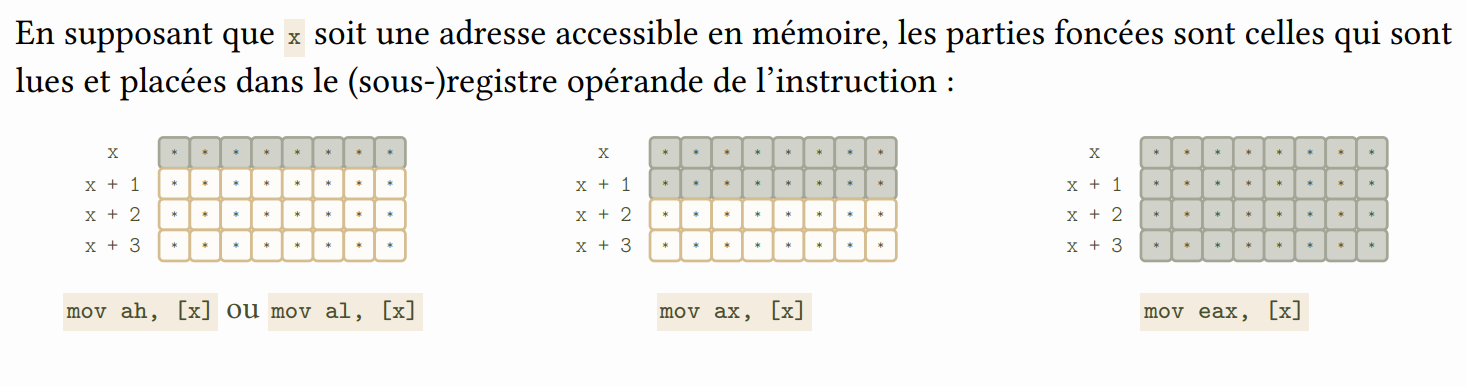 En supposant que x soit une adresse accessible en mémoire, les parties foncées sont celles qui sont
lues et placées dans le (sous-)registre opérande de l'instruction :
x * * * * * * * * x * * * * * * * * x * * * * * * * *
x + 1 * * * * * * * * x + 1 * * * * * * * * x + 1 * * * * * * * *
x + 2 * * * * * * * * x + 2 * * * * * * * * x + 2 * * * * * * * *
x + 3 * * * * * * * * x + 3 * * * * * * * * x + 3 * * * * * * * *
mov ah, [x] ou mov al, [x] mov ax, [x] mov eax, [x]